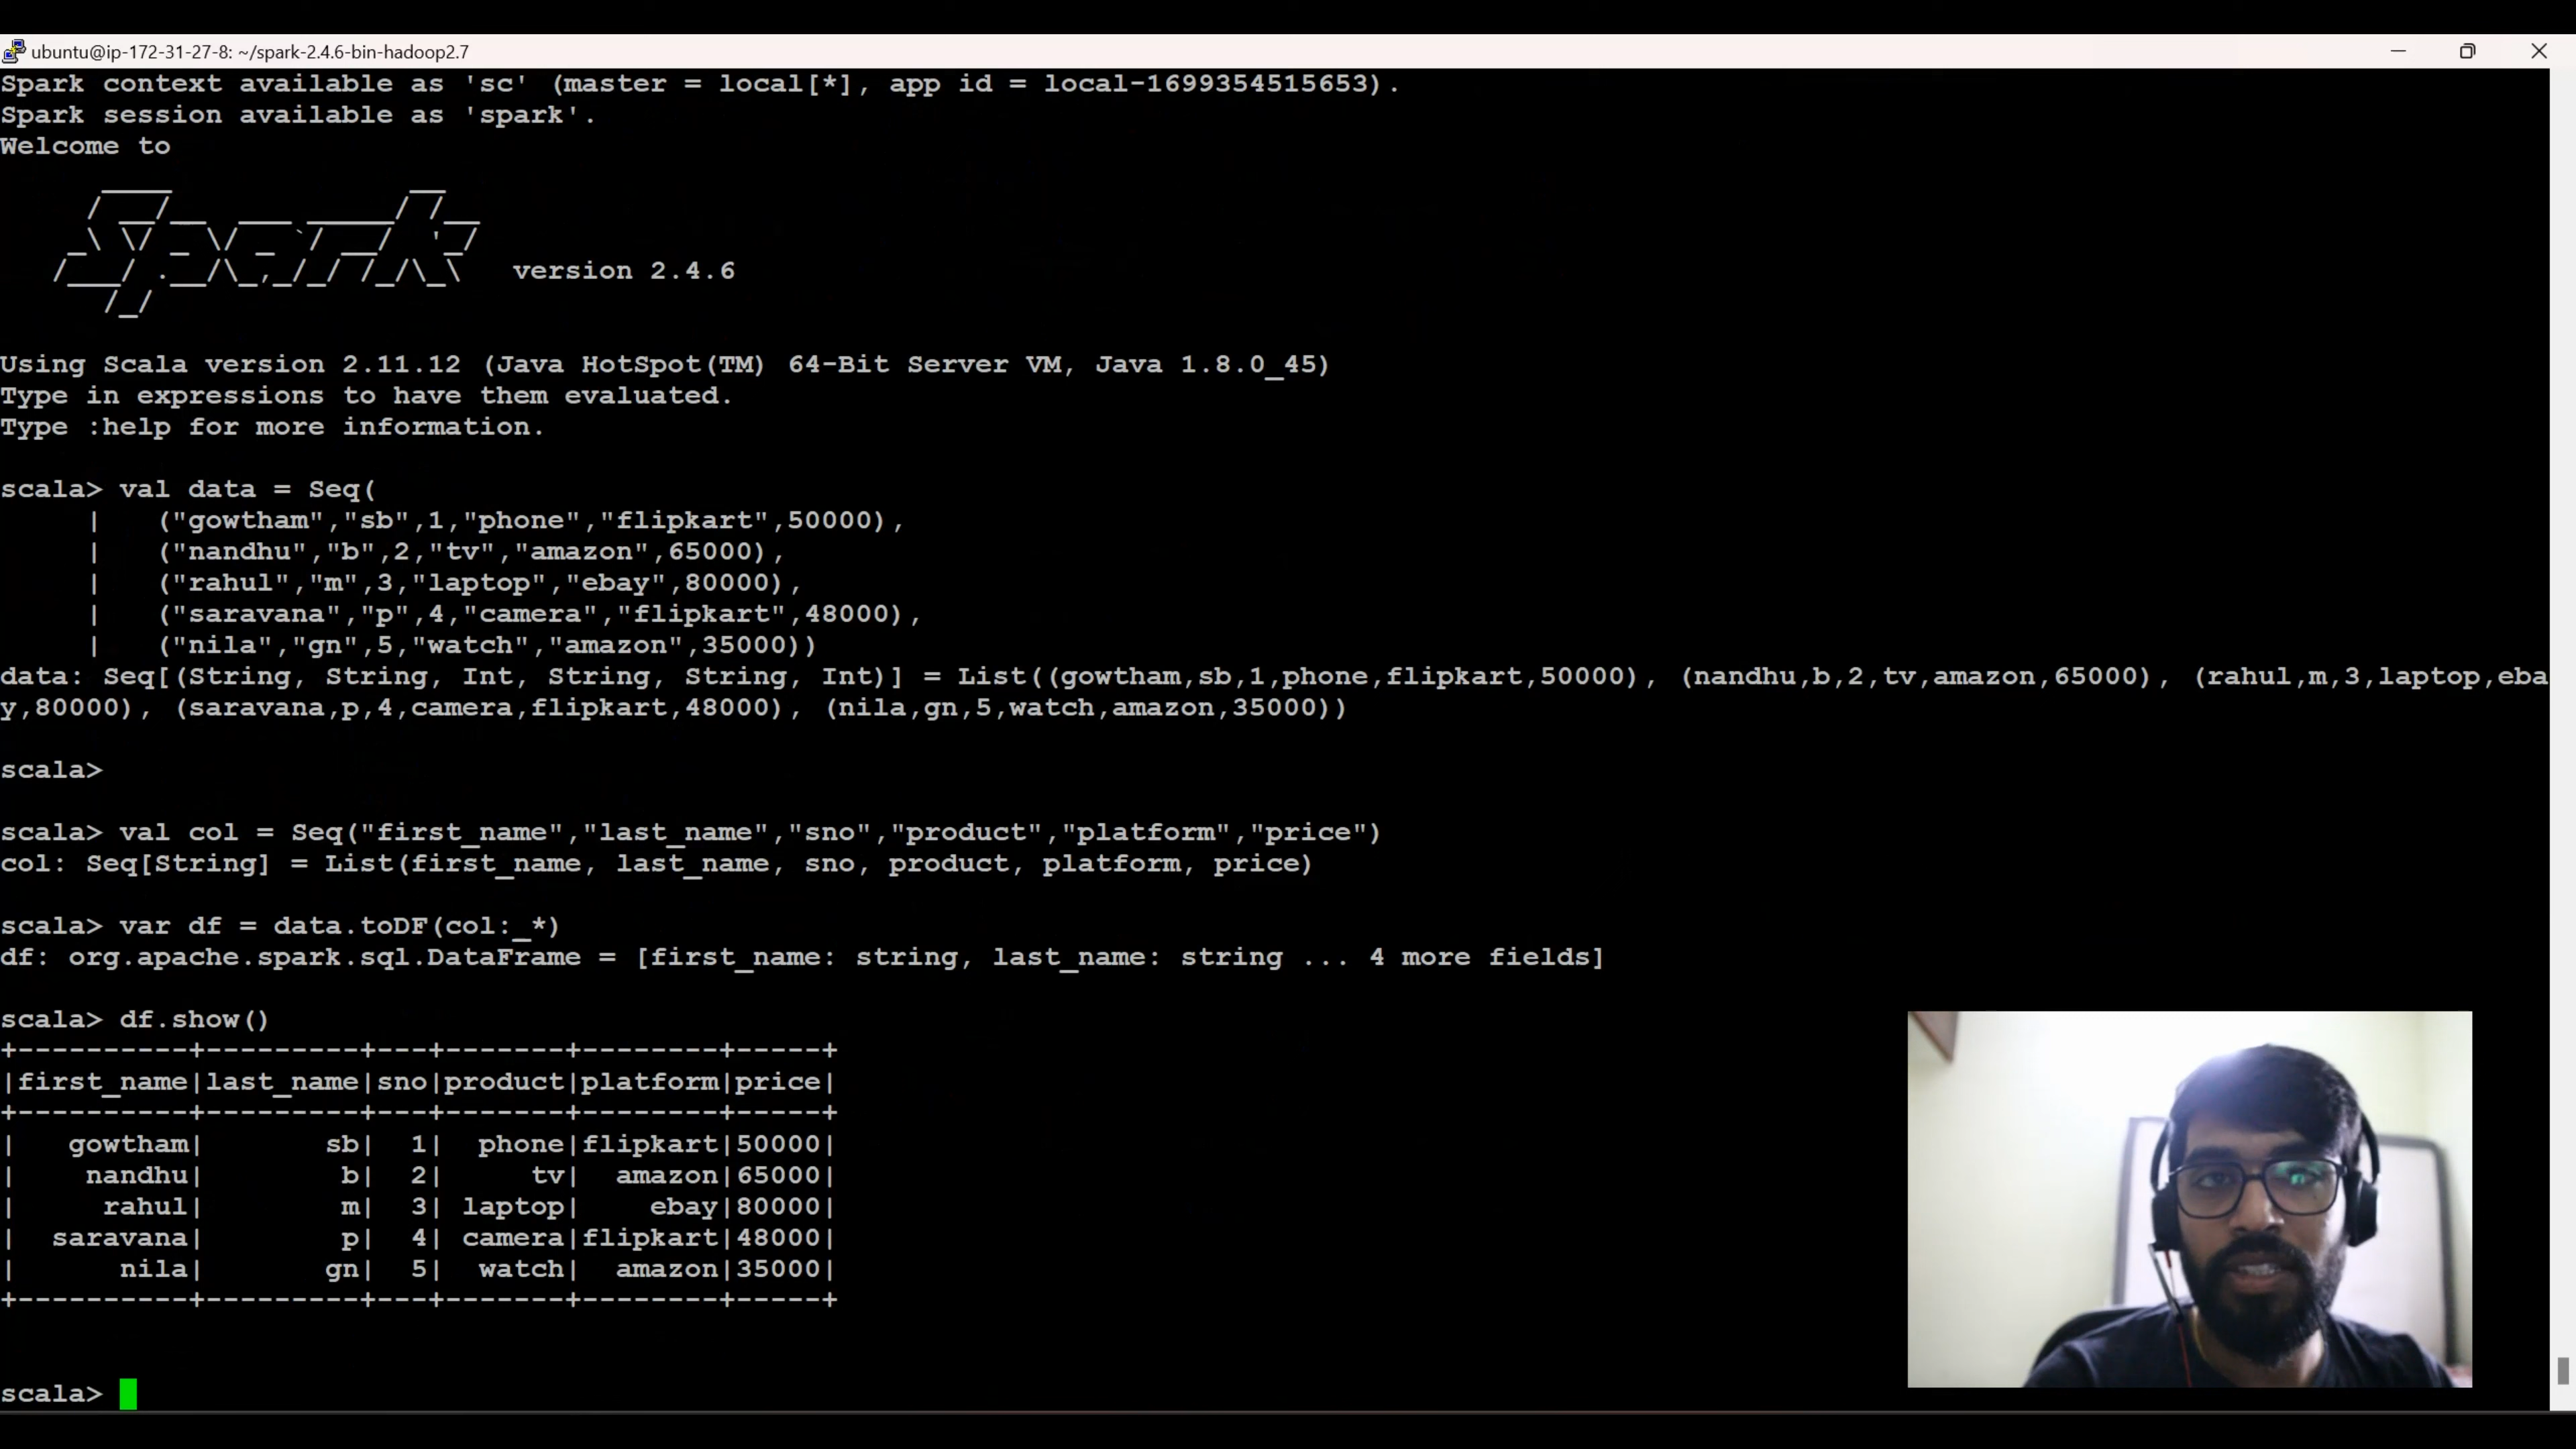 ubuntu@ip-172-31-27-8: ~/spark-2.4.6-bin-hadoop2.7
Spark context available as 'sc' (master = local[*], app id = local-1699354515653).
Spark session available as 'spark'.
Welcome to
Spark
version 2.4.6
Using Scala version 2.11.12 (Java HotSpot(TM) 64-Bit Server VM, Java 1.8.0_45)
Type in expressions to have them evaluated.
Type :help for more information.
scala> val data = Seq(
     |   ("gowtham","sb",1,"phone","flipkart",50000),
     |   ("nandhu","b",2,"tv","amazon",65000),
     |   ("rahul","m",3,"laptop","ebay",80000),
     |   ("saravana","p",4,"camera","flipkart",48000),
     |   ("nila","gn",5,"watch","amazon",35000))
data: Seq[(String, String, Int, String, String, Int)] = List((gowtham,sb,1,phone,flipkart,50000), (nandhu,b,2,tv,amazon,65000), (rahul,m,3,laptop,eba
y,80000), (saravana,p,4,camera,flipkart,48000), (nila,gn,5,watch,amazon,35000))
scala>
scala> val col = Seq("first_name","last_name","sno","product","platform","price")
col: Seq[String] = List(first_name, last_name, sno, product, platform, price)
scala> var df = data.toDF(col:_*)
df: org.apache.spark.sql.DataFrame = [first_name: string, last_name: string ... 4 more fields]
scala> df.show()
+----------+---------+---+-------+--------+-----+
|first_name|last_name|sno|product|platform|price|
+----------+---------+---+-------+--------+-----+
|   gowtham|       sb|  1|  phone|flipkart|50000|
|    nandhu|        b|  2|     tv|  amazon|65000|
|     rahul|        m|  3| laptop|    ebay|80000|
|  saravana|        p|  4| camera|flipkart|48000|
|      nila|       gn|  5|  watch|  amazon|35000|
+----------+---------+---+-------+--------+-----+
scala>